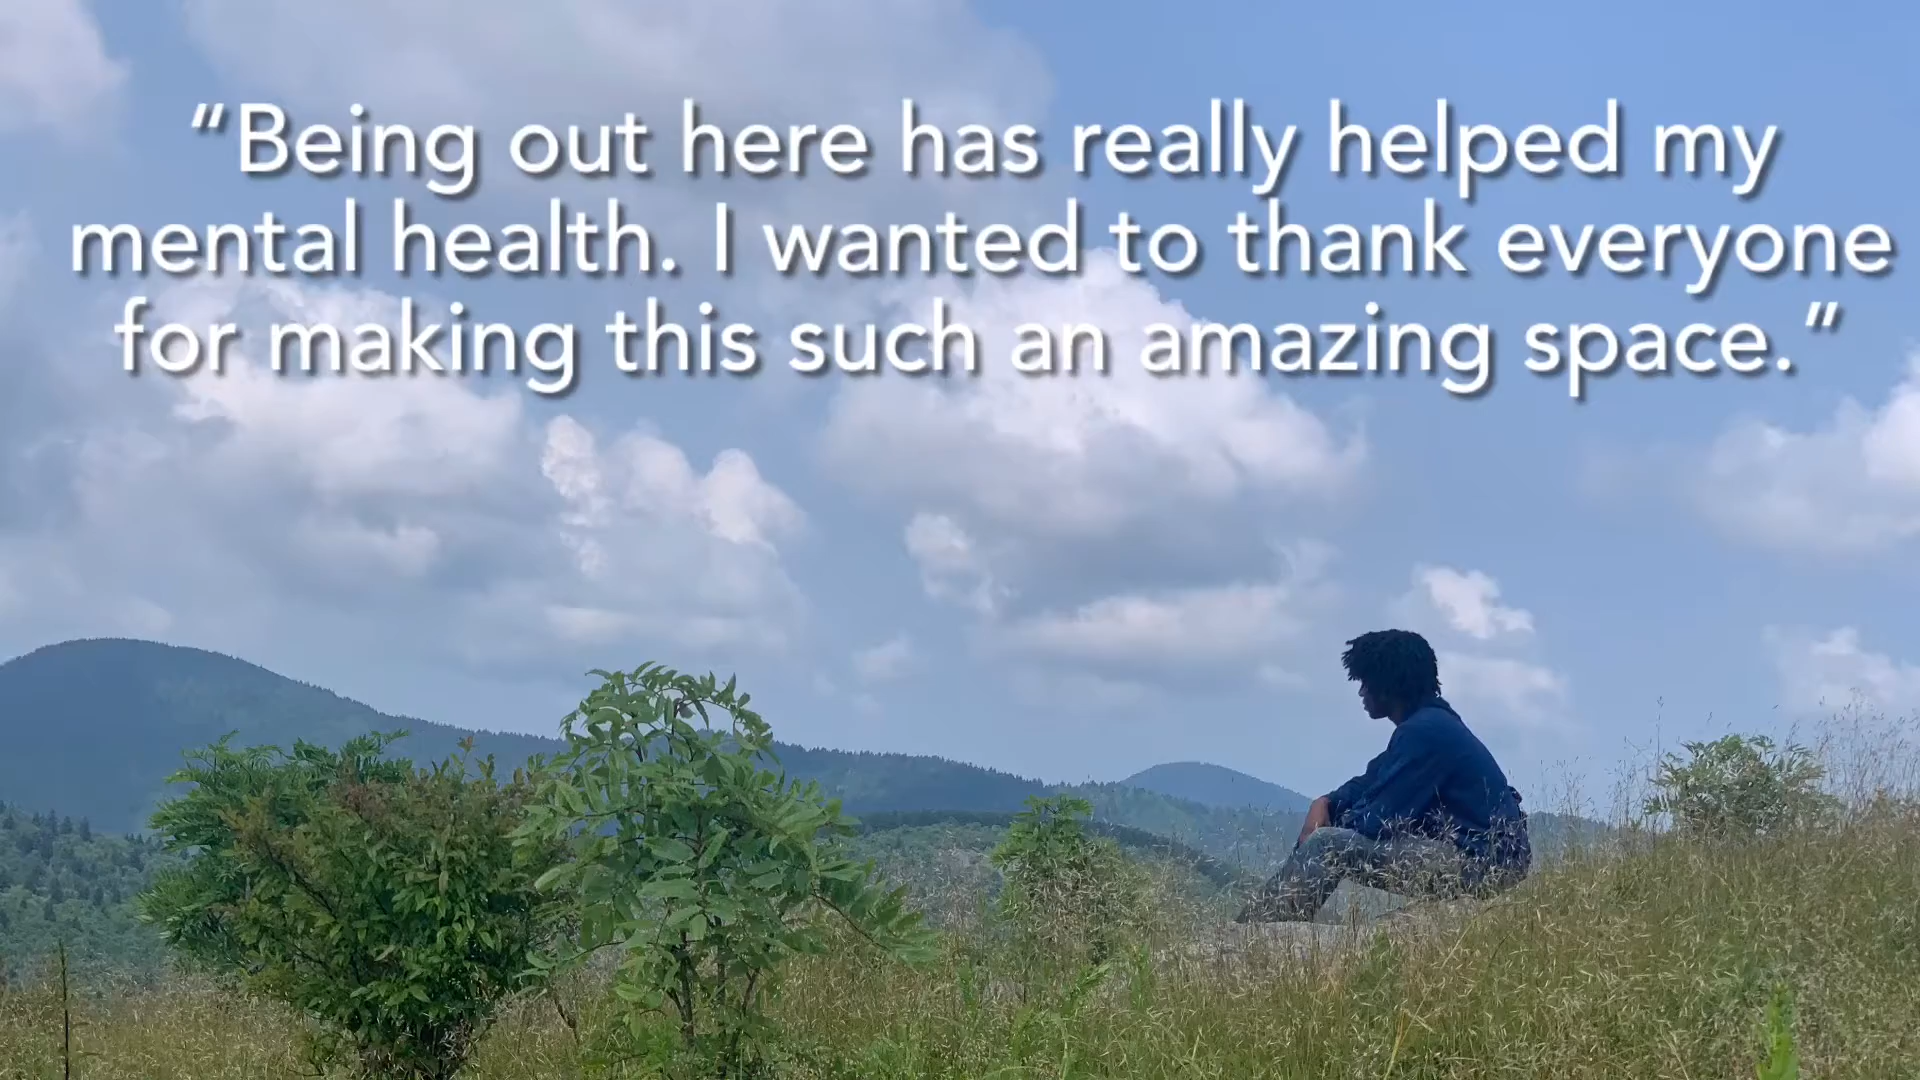 “Being out here has really helped my
mental health. I wanted to thank everyone
for making this such an amazing space.”